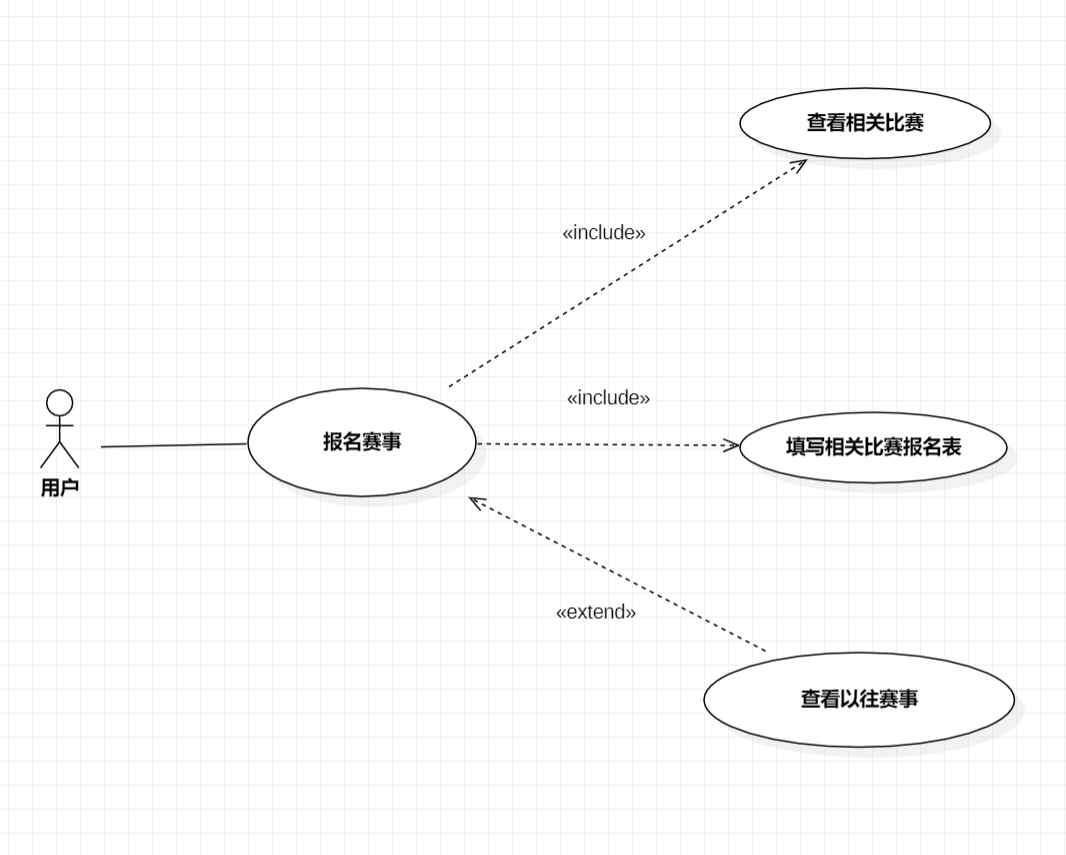 查看相关比赛
«include»
«include»
报名赛事
填写相关比赛报名表
用户
«extend»
查看以往赛事